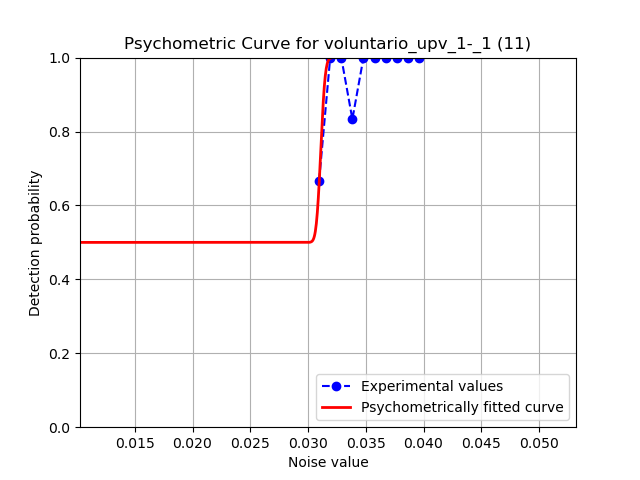 Psychometric Curve for voluntario_upv_1-_1 (11)
Detection probability
1.0
0.8
0.6
0.4
0.2
0.0
0.015 0.020 0.025 0.030 0.035 0.040 0.045 0.050
Noise value
Experimental values
Psychometrically fitted curve